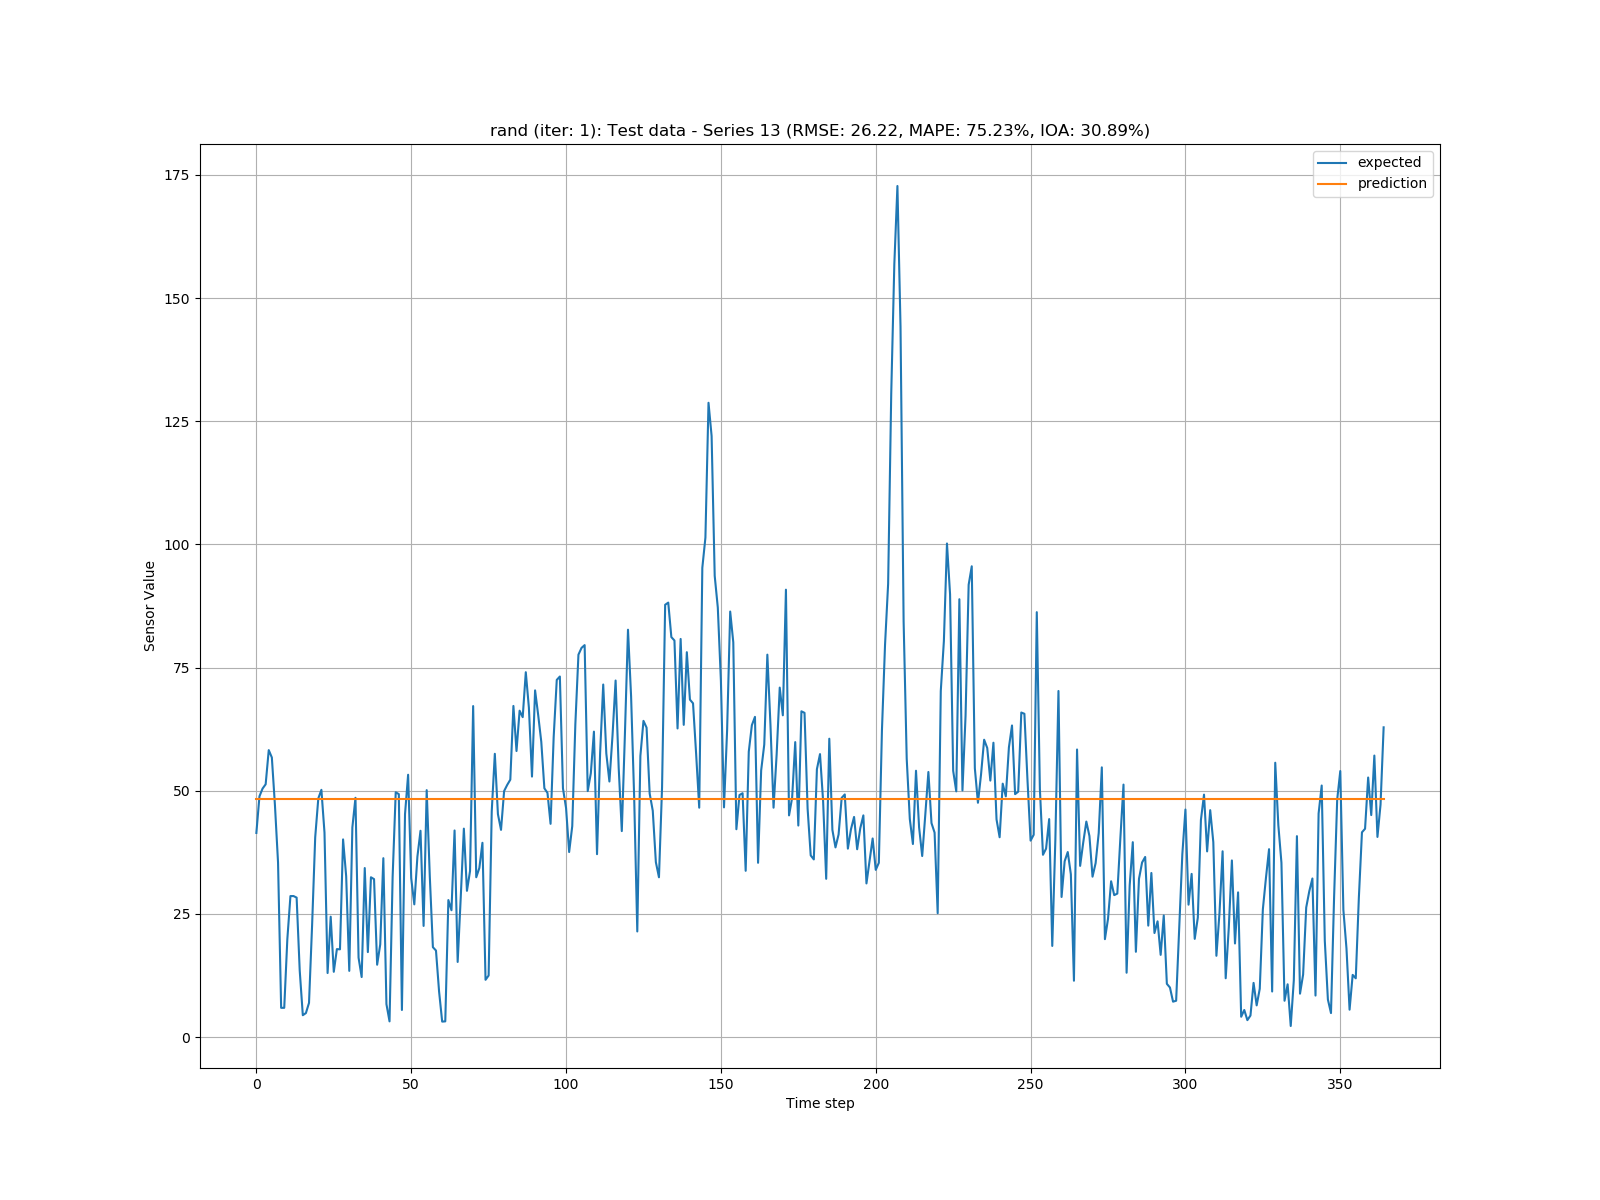 rand (iter: 1): Test data - Series 13 (RMSE: 26.22, MAPE: 75.23%, IOA: 30.89%)
expected
prediction
175
150
125
100
75
50
25
0
Sensor Value
0 50 100 150 200 250 300 350
Time step